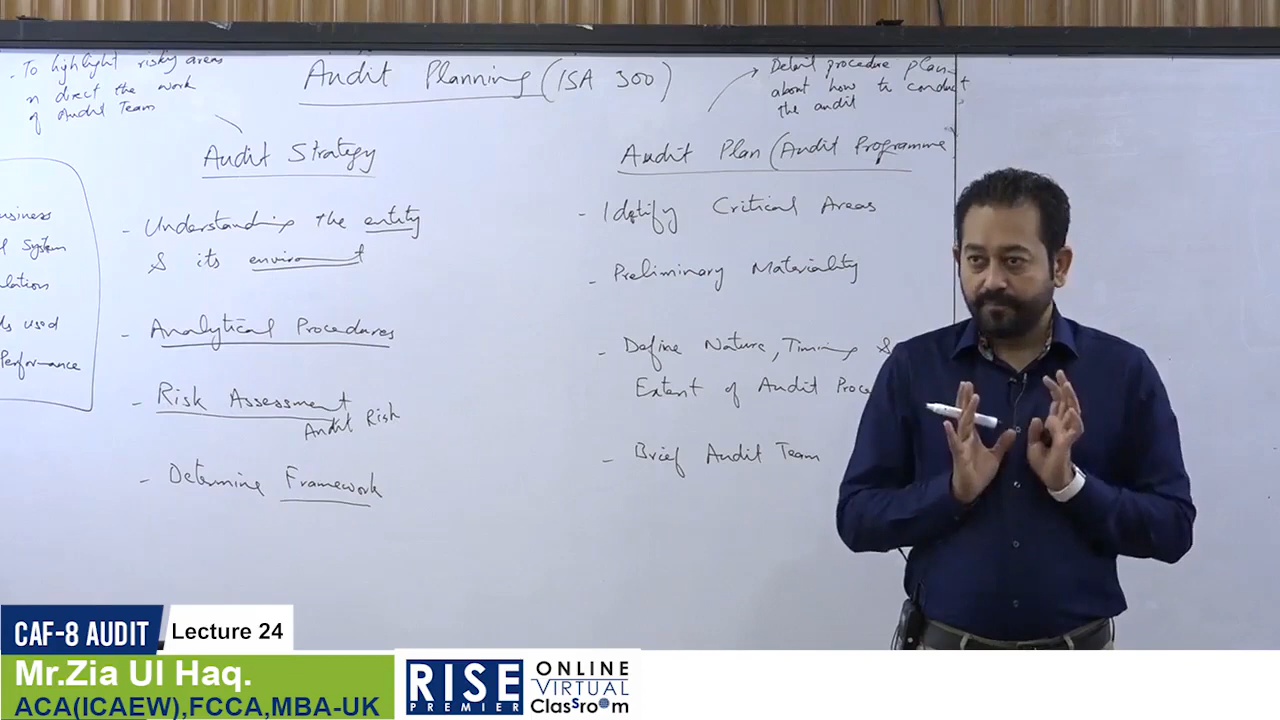 Audit Planning (ISA 300)
- To highlight risky areas
n direct the work
of Audit Team
Audit Strategy
- Understanding the entity
& its environment
- Analytical Procedures
- Risk Assessment
Audit Risk
- Determine Framework
usiness
System
lations
ds used
Performance
Detail procedure plan
about how to conduct
the audit
Audit Plan (Audit Programme
- Identify Critical Areas
- Preliminary Materiality
- Define Nature, Timing &
Extent of Audit Proce
- Brief Audit Team
CAF-8 AUDIT
Lecture 24
Mr.Zia Ul Haq.
ACA(ICAEW),FCCA,MBA-UK
RISE
PREMIER
ONLINE
VIRTUAL
Classroom